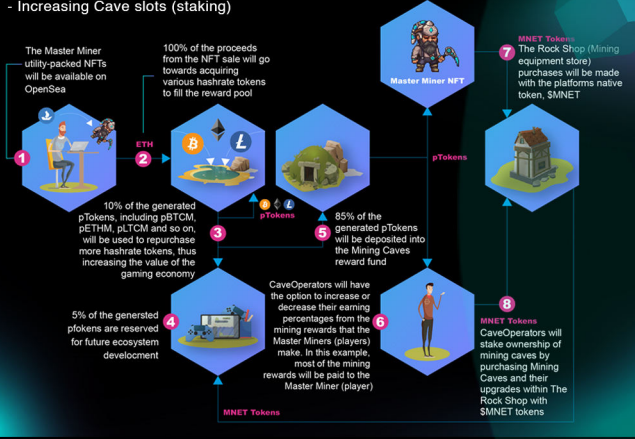 - Increasing Cave slots (staking)
The Master Miner
utility-packed NFTs
will be available on
OpenSea
1
100% of the proceeds
from the NFT sale will go
towards acquiring
various hashrate tokens
to fill the reward pool
ETH
2
Master Miner NFT
MNET Tokens
7
The Rock Shop (Mining
equipment store)
purchases will be made
with the platforms native
token, $MNET
pTokens
10% of the generated
pTokens, including pBTCM,
pETHM, pLTCM and so on,
will be used to repurchase
more hashrate tokens, thus
increasing the value of the
gaming economy
3
pTokens
5
85% of the
generated pTokens
will be deposited into
the Mining Caves
reward fund
5% of the generated
pfokens are reserved
for future ecosystem
develocment
4
CaveOperators will have
the option to increase or
decrease their earning
percentages from the
mining rewards that the
Master Miners (players)
make. In this example,
most of the mining
rewards will be paid to the
Master Miner (player)
6
8
MNET Tokens
CaveOperators will
stake ownership of
mining caves by
purchasing Mining
Caves and their
upgrades within The
Rock Shop with
$MNET tokens
MNET Tokens